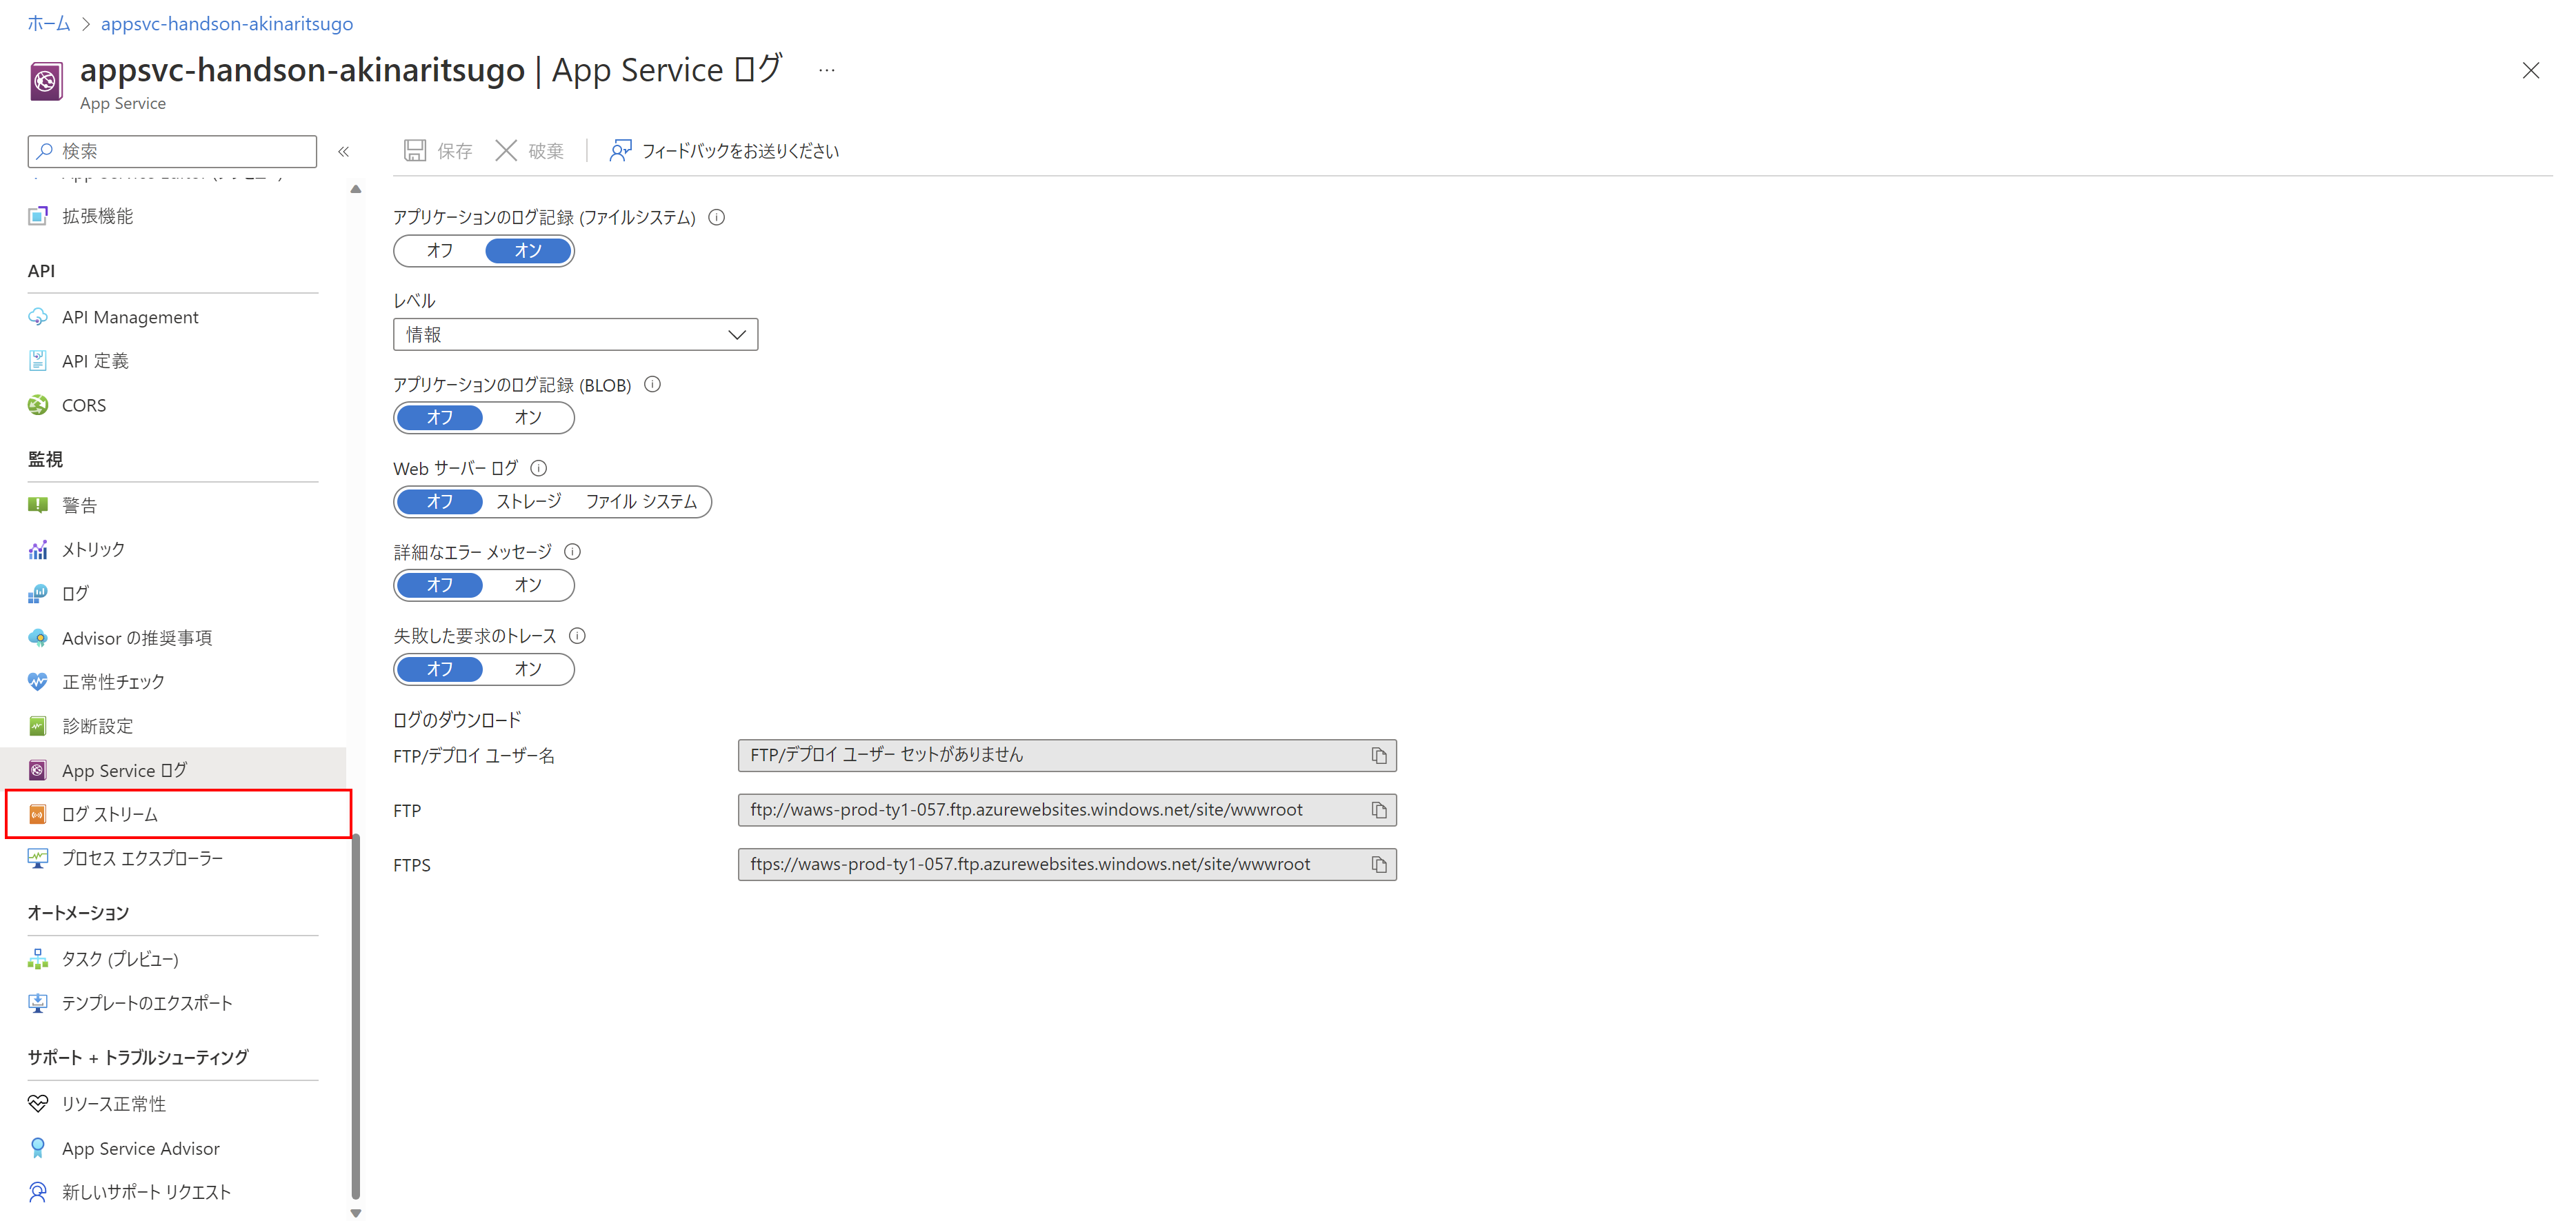 ホーム > appsvc-handson-akinaritsugo
appsvc-handson-akinaritsugo | App Service ログ ...
App Service
検索 «
保存 破棄 フィードバックをお送りください
拡張機能
API
API Management
API 定義
CORS
監視
警告
メトリック
ログ
Advisor の推奨事項
正常性チェック
診断設定
App Service ログ
ログ ストリーム
プロセス エクスプローラー
オートメーション
タスク (プレビュー)
テンプレートのエクスポート
サポート + トラブルシューティング
リソース正常性
App Service Advisor
新しいサポート リクエスト
アプリケーションのログ記録 (ファイルシステム)
オフ オン
レベル
情報
アプリケーションのログ記録 (BLOB)
オフ オン
Web サーバー ログ
オフ ストレージ ファイル システム
詳細なエラー メッセージ
オフ オン
失敗した要求のトレース
オフ オン
ログのダウンロード
FTP/デプロイ ユーザー名 FTP/デプロイ ユーザー セットがありません
FTP ftp://waws-prod-ty1-057.ftp.azurewebsites.windows.net/site/wwwroot
FTPS ftps://waws-prod-ty1-057.ftp.azurewebsites.windows.net/site/wwwroot